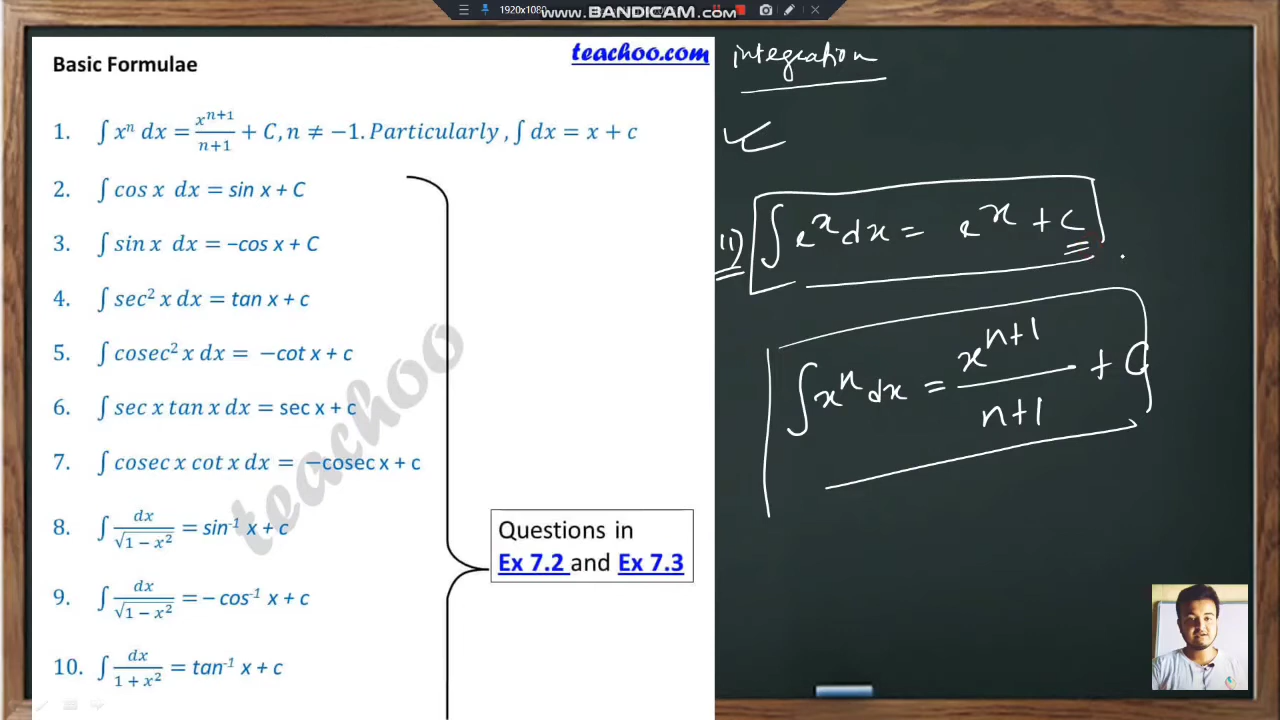 1920x1080
www.BANDICAM.com
teachoo.com
Basic Formulae
1. ∫ xⁿ dx = xⁿ⁺¹/n+1 + C, n ≠ −1. Particularly , ∫ dx = x + c
2. ∫ cos x dx = sin x + C
3. ∫ sin x dx = –cos x + C
4. ∫ sec² x dx = tan x + c
5. ∫ cosec² x dx = −cot x + c
6. ∫ sec x tan x dx = sec x + c
7. ∫ cosec x cot x dx = −cosec x + c
8. ∫ dx/√1 − x² = sin⁻¹ x + c
9. ∫ dx/√1 − x² = – cos⁻¹ x + c
10. ∫ dx/1 + x² = tan⁻¹ x + c
teachoo
Questions in
Ex 7.2 and Ex 7.3
integration
11) ∫ eˣ dx = eˣ + c
∫ xⁿ dx = xⁿ⁺¹/n+1 + C